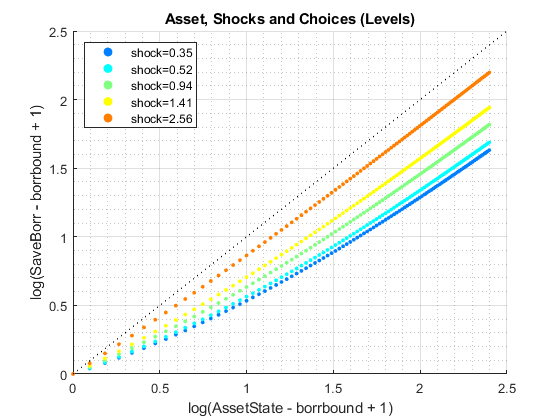 Asset, Shocks and Choices (Levels)
2.5
2
1.5
1
0.5
0
log(SaveBorr - borrbound + 1)
shock=0.35
shock=0.52
shock=0.94
shock=1.41
shock=2.56
0
0.5
1
1.5
2
2.5
log(AssetState - borrbound + 1)